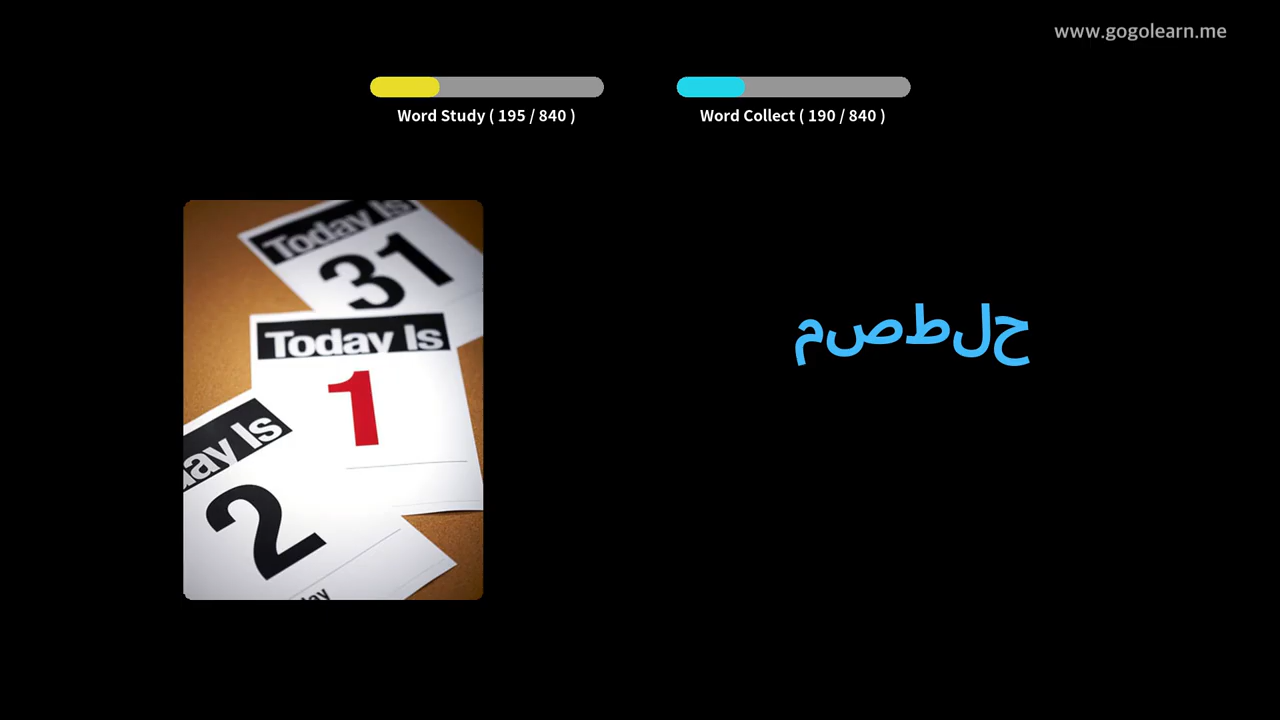 www.gogolearn.me
Word Study ( 195 / 840 )
Word Collect ( 190 / 840 )
Today Is
31
Today Is
1
day Is
2
مصطلح